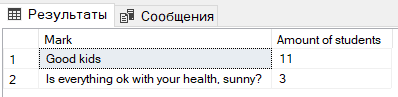 Результаты Сообщения
Mark Amount of students
1 Good kids 11
2 Is everything ok with your health, sunny? 3